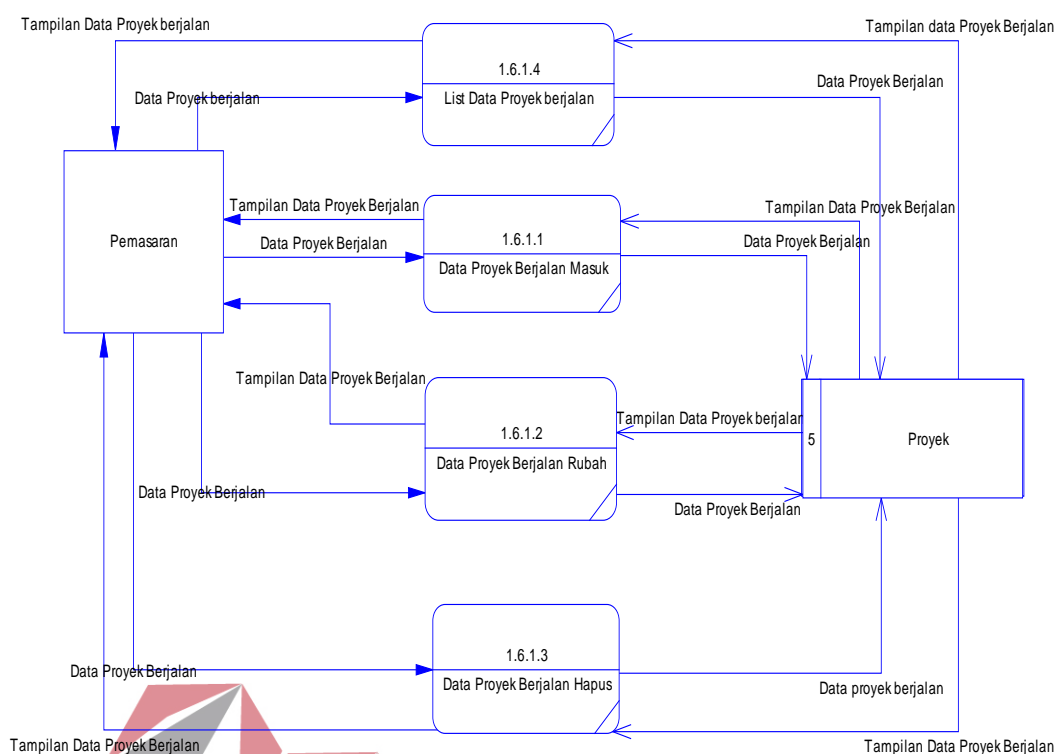 Tampilan Data Proyek berjalan
Tampilan data Proyek Berjalan
1.6.1.4
List Data Proyek berjalan
Data Proyek berjalan
Data Proyek Berjalan
Pemasaran
Tampilan Data Proyek Berjalan
Data Proyek Berjalan
1.6.1.1
Data Proyek Berjalan Masuk
Tampilan Data Proyek Berjalan
Data Proyek Berjalan
Tampilan Data Proyek Berjalan
1.6.1.2
Data Proyek Berjalan Rubah
Tampilan Data Proyek berjalan
5
Proyek
Data Proyek Berjalan
Data Proyek Berjalan
1.6.1.3
Data Proyek Berjalan Hapus
Data Proyek Berjalan
Data proyek berjalan
Tampilan Data Proyek Berjalan
Tampilan Data Proyek Berjalan